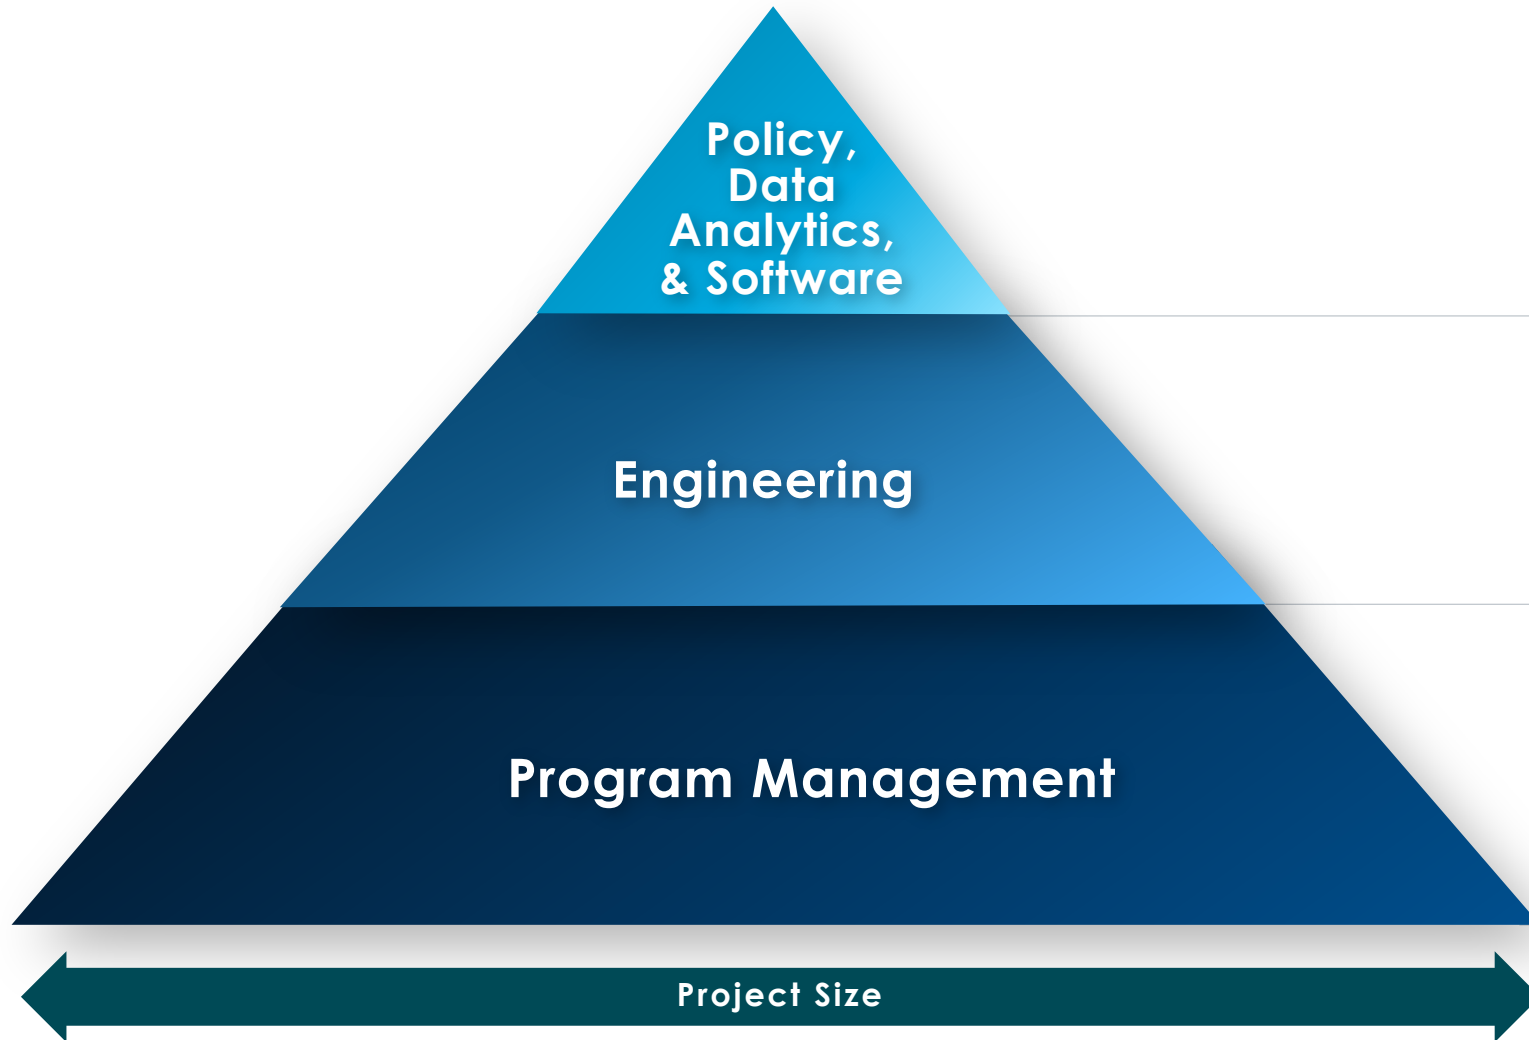 Policy,
Data
Analytics,
& Software
Engineering
Program Management
Project Size